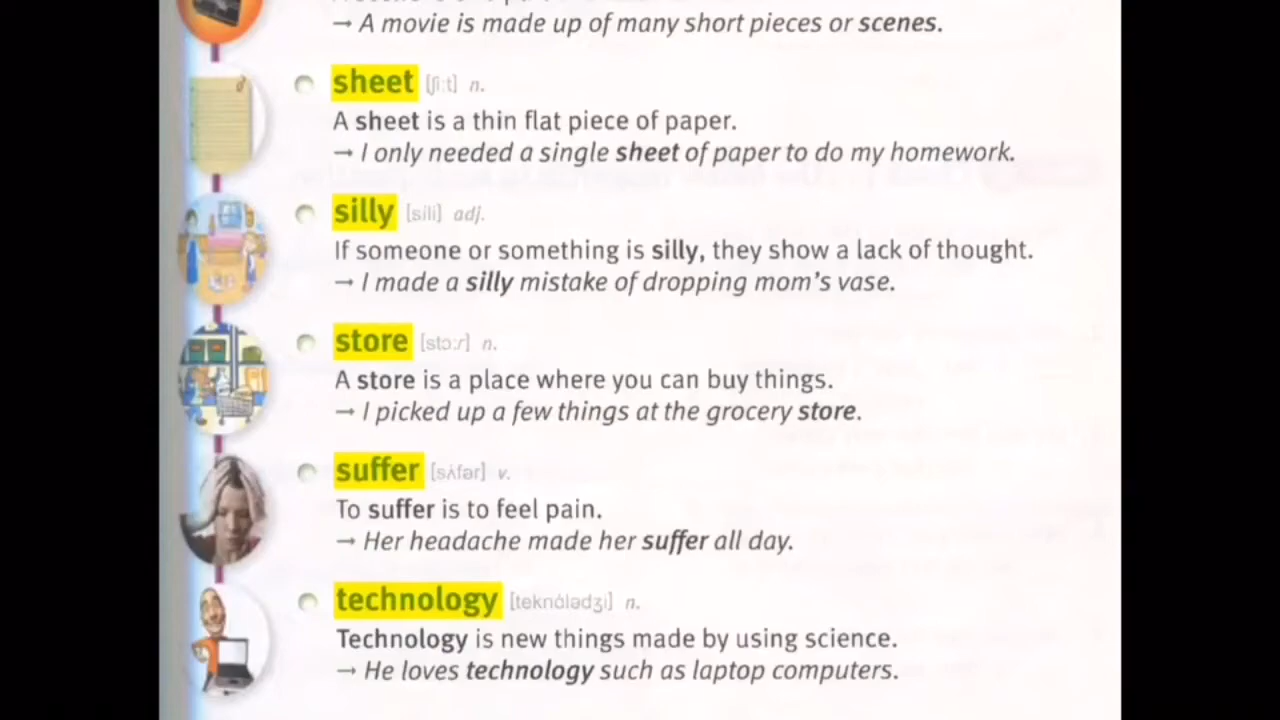 → A movie is made up of many short pieces or scenes.
sheet [ʃiːt] n.
A sheet is a thin flat piece of paper.
→ I only needed a single sheet of paper to do my homework.
silly [sili] adj.
If someone or something is silly, they show a lack of thought.
→ I made a silly mistake of dropping mom's vase.
store [stɔːr] n.
A store is a place where you can buy things.
→ I picked up a few things at the grocery store.
suffer [sʌ́fər] v.
To suffer is to feel pain.
→ Her headache made her suffer all day.
technology [teknálədʒi] n.
Technology is new things made by using science.
→ He loves technology such as laptop computers.